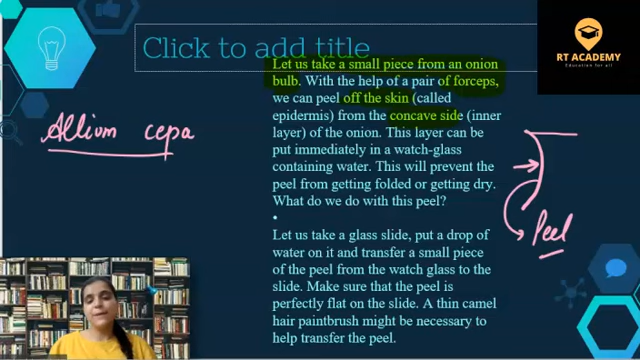 RT ACADEMY
Education for all
Click to add title
Let us take a small piece from an onion
bulb. With the help of a pair of forceps,
we can peel off the skin (called
epidermis) from the concave side (inner
layer) of the onion. This layer can be
put immediately in a watch-glass
containing water. This will prevent the
peel from getting folded or getting dry.
What do we do with this peel?
•
Let us take a glass slide, put a drop of
water on it and transfer a small piece
of the peel from the watch glass to the
slide. Make sure that the peel is
perfectly flat on the slide. A thin camel
hair paintbrush might be necessary to
help transfer the peel.
Allium cepa
Peel